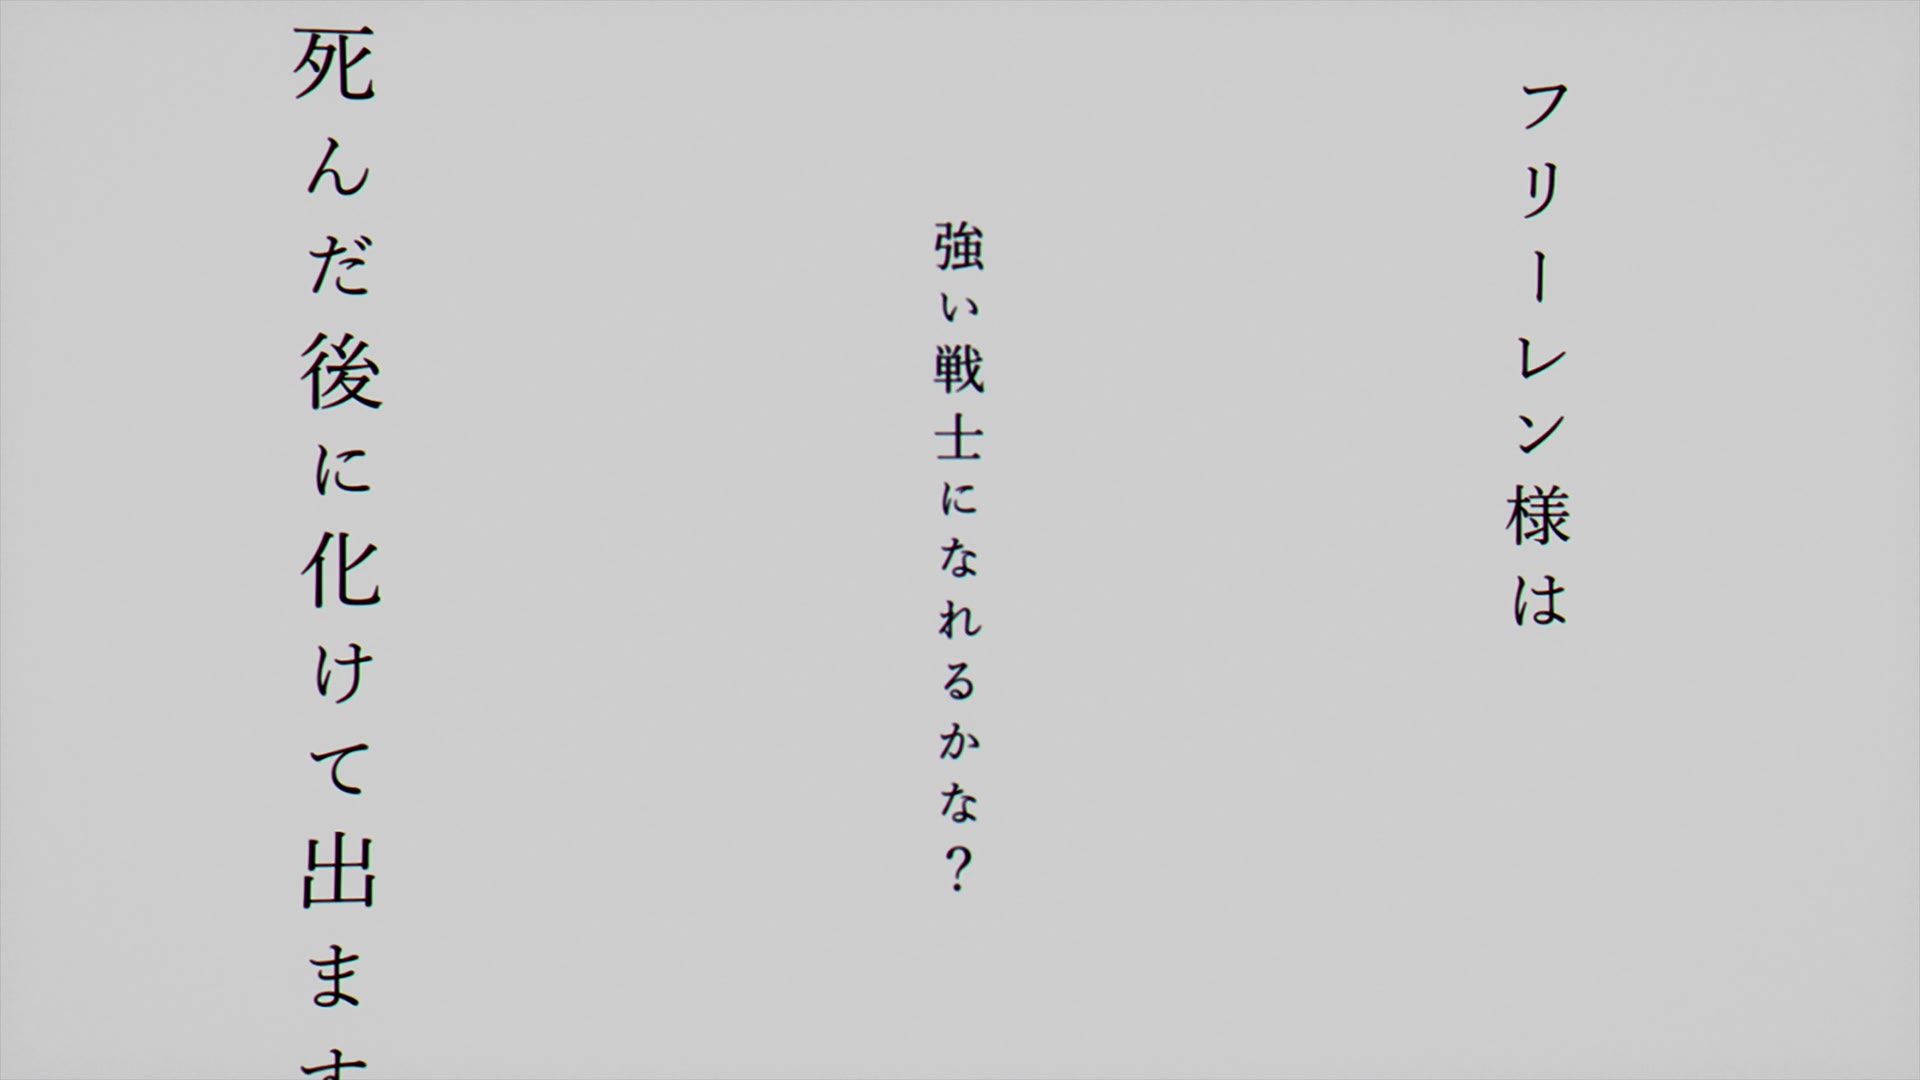 フリーレン様は
強い戦士になれるかな？
死んだ後に化けて出ます